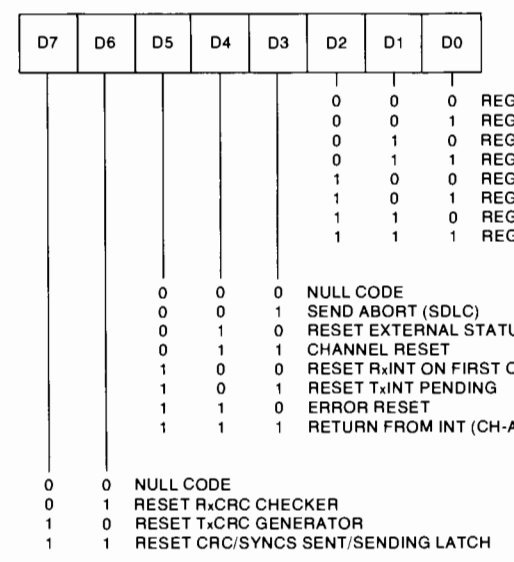 D7 D6 D5 D4 D3 D2 D1 D0
0 0 0 REG
0 0 1 REG
0 1 0 REG
0 1 1 REG
1 0 0 REG
1 0 1 REG
1 1 0 REG
1 1 1 REG
0 0 0 NULL CODE
0 0 1 SEND ABORT (SDLC)
0 1 0 RESET EXTERNAL STATU
0 1 1 CHANNEL RESET
1 0 0 RESET RxINT ON FIRST C
1 0 1 RESET TxINT PENDING
1 1 0 ERROR RESET
1 1 1 RETURN FROM INT (CH-A
0 0 NULL CODE
0 1 RESET RxCRC CHECKER
1 0 RESET TxCRC GENERATOR
1 1 RESET CRC/SYNCS SENT/SENDING LATCH